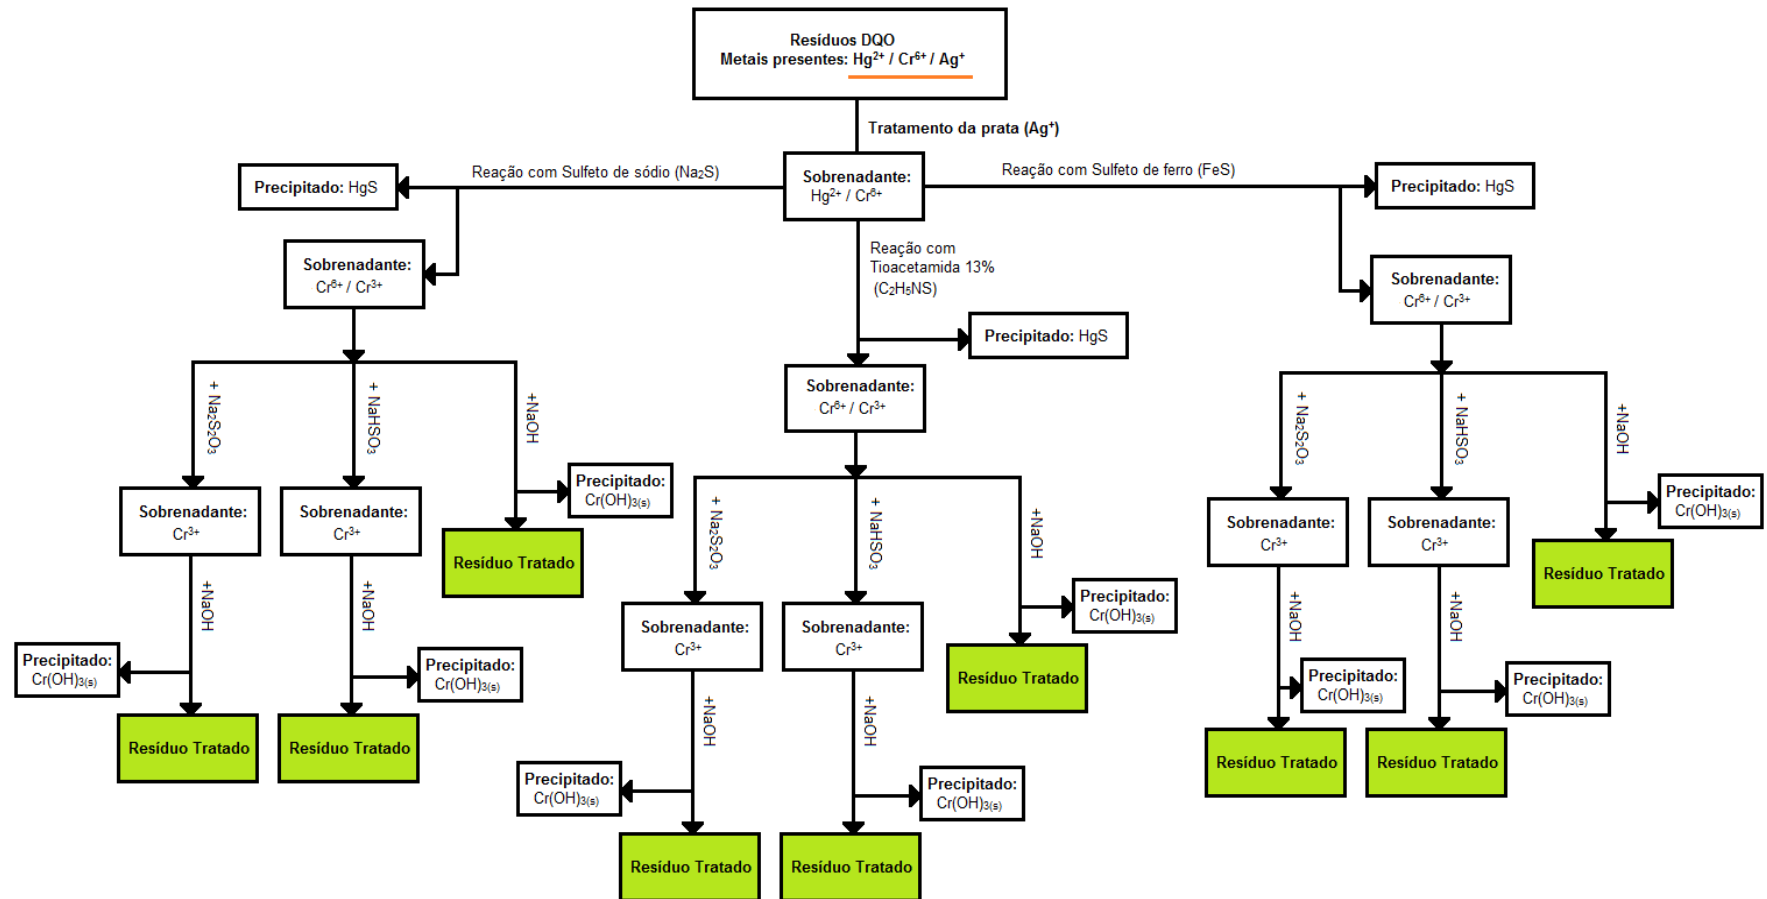 Resíduos DQO
Metais presentes: Hg²⁺ / Cr⁶⁺ / Ag⁺
Tratamento da prata (Ag⁺)
Precipitado: HgS
Reação com Sulfeto de sódio (Na₂S)
Sobrenadante:
Hg²⁺ / Cr⁶⁺
Reação com Sulfeto de ferro (FeS)
Precipitado: HgS
Sobrenadante:
Cr⁶⁺ / Cr³⁺
Reação com
Tioacetamida 13%
(C₂H₅NS)
Sobrenadante:
Cr⁶⁺ / Cr³⁺
Precipitado: HgS
Sobrenadante:
Cr⁶⁺ / Cr³⁺
+ Na₂S₂O₃
+ NaHSO₃
+NaOH
Sobrenadante:
Cr³⁺
Sobrenadante:
Cr³⁺
Precipitado:
Cr(OH)₃₍ₛ₎
Resíduo Tratado
+NaOH
+NaOH
Precipitado:
Cr(OH)₃₍ₛ₎
Precipitado:
Cr(OH)₃₍ₛ₎
Resíduo Tratado
Resíduo Tratado
+ Na₂S₂O₃
+ NaHSO₃
+NaOH
Sobrenadante:
Cr³⁺
Sobrenadante:
Cr³⁺
Precipitado:
Cr(OH)₃₍ₛ₎
Resíduo Tratado
+NaOH
+NaOH
Precipitado:
Cr(OH)₃₍ₛ₎
Precipitado:
Cr(OH)₃₍ₛ₎
Resíduo Tratado
Resíduo Tratado
+ Na₂S₂O₃
+ NaHSO₃
+NaOH
Sobrenadante:
Cr³⁺
Sobrenadante:
Cr³⁺
Precipitado:
Cr(OH)₃₍ₛ₎
Resíduo Tratado
+NaOH
+NaOH
Precipitado:
Cr(OH)₃₍ₛ₎
Precipitado:
Cr(OH)₃₍ₛ₎
Resíduo Tratado
Resíduo Tratado